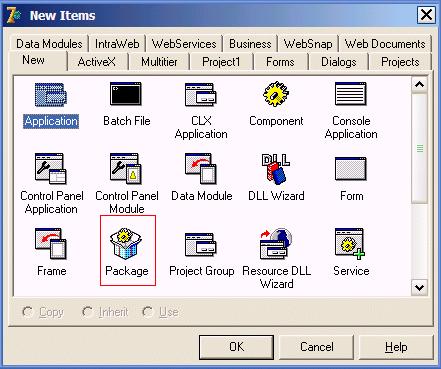 New Items
Data Modules IntraWeb WebServices Business WebSnap Web Documents
New ActiveX Multitier Project1 Forms Dialogs Projects
Application Batch File CLX Application Component Console Application
Control Panel Application Control Panel Module Data Module DLL Wizard Form
Frame Package Project Group Resource DLL Wizard Service
Copy Inherit Use
OK Cancel Help